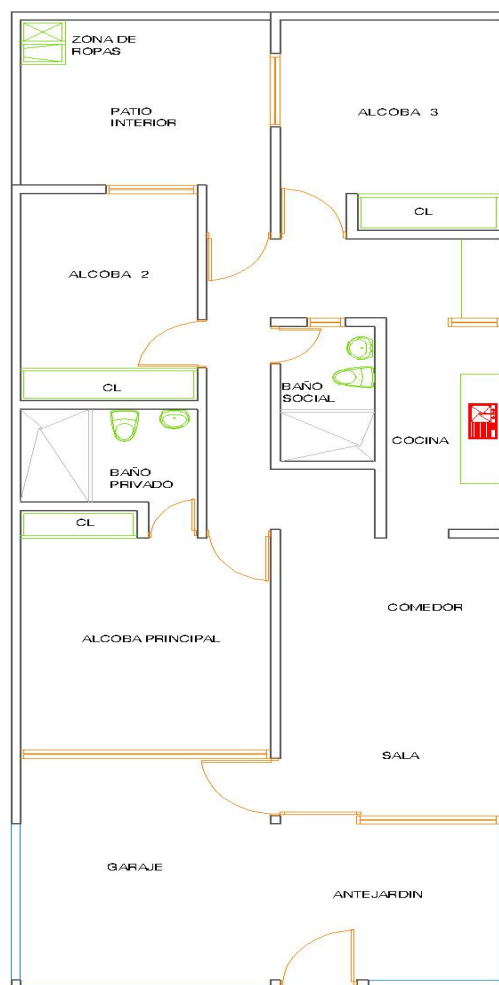 ZONA DE
ROPAS
PATIO
INTERIOR
ALCOBA 3
CL
ALCOBA 2
CL
BAÑO
SOCIAL
COCINA
BAÑO
PRIVADO
CL
COMEDOR
ALCOBA PRINCIPAL
SALA
GARAJE
ANTEJARDIN